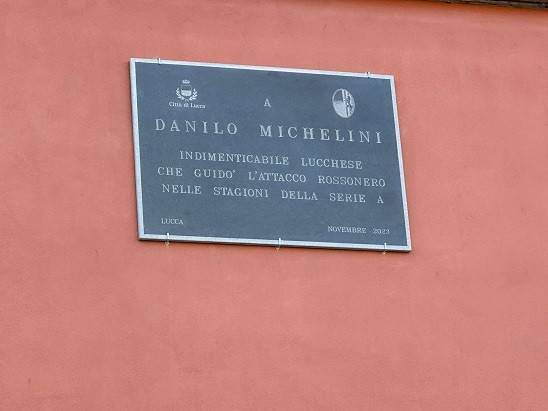 Città di Lucca
A
DANILO MICHELINI
INDIMENTICABILE LUCCHESE
CHE GUIDO' L'ATTACCO ROSSONERO
NELLE STAGIONI DELLA SERIE A
LUCCA NOVEMBRE 2023